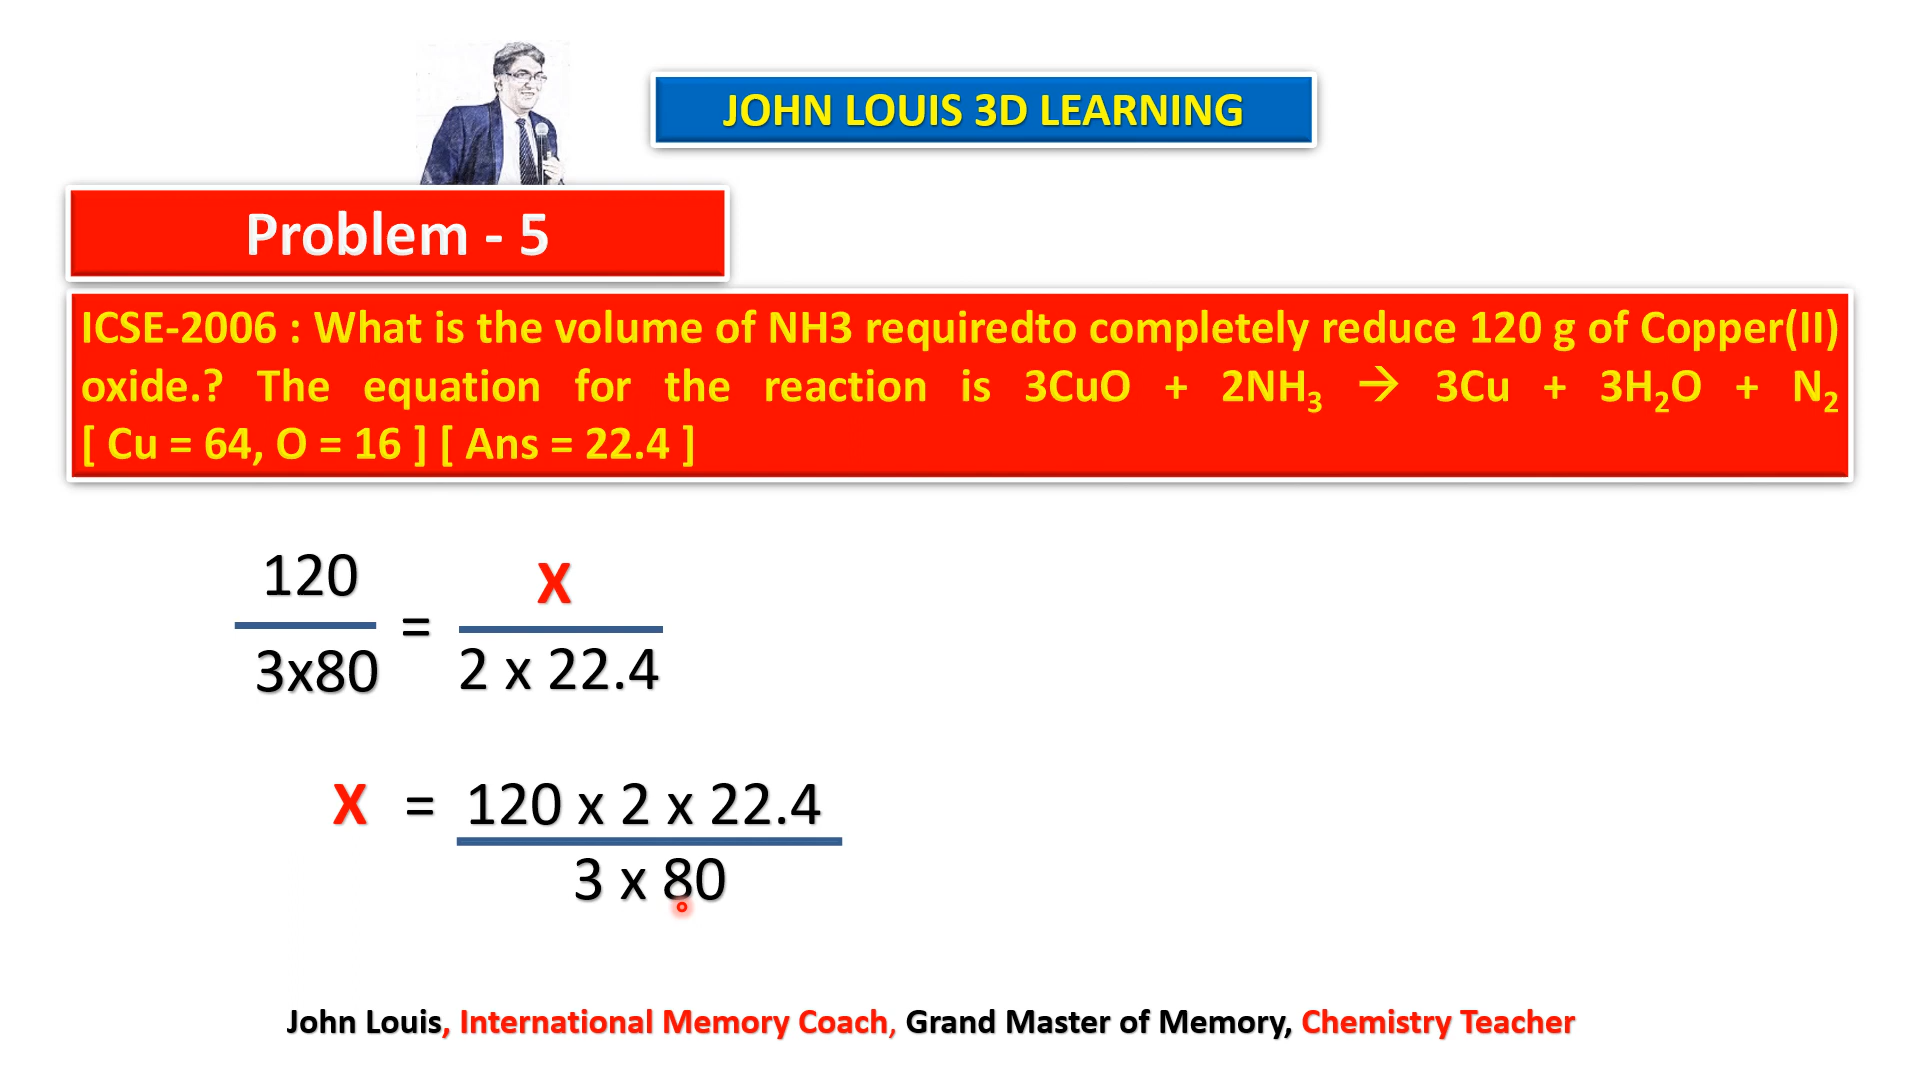 JOHN LOUIS 3D LEARNING
Problem - 5
ICSE-2006 : What is the volume of NH3 requiredto completely reduce 120 g of Copper(II)
oxide.? The equation for the reaction is 3CuO + 2NH₃ → 3Cu + 3H₂O + N₂
[ Cu = 64, O = 16 ] [ Ans = 22.4 ]
120
3x80
=
X
2 x 22.4
X = 120 x 2 x 22.4
3 x 80
John Louis, International Memory Coach, Grand Master of Memory, Chemistry Teacher